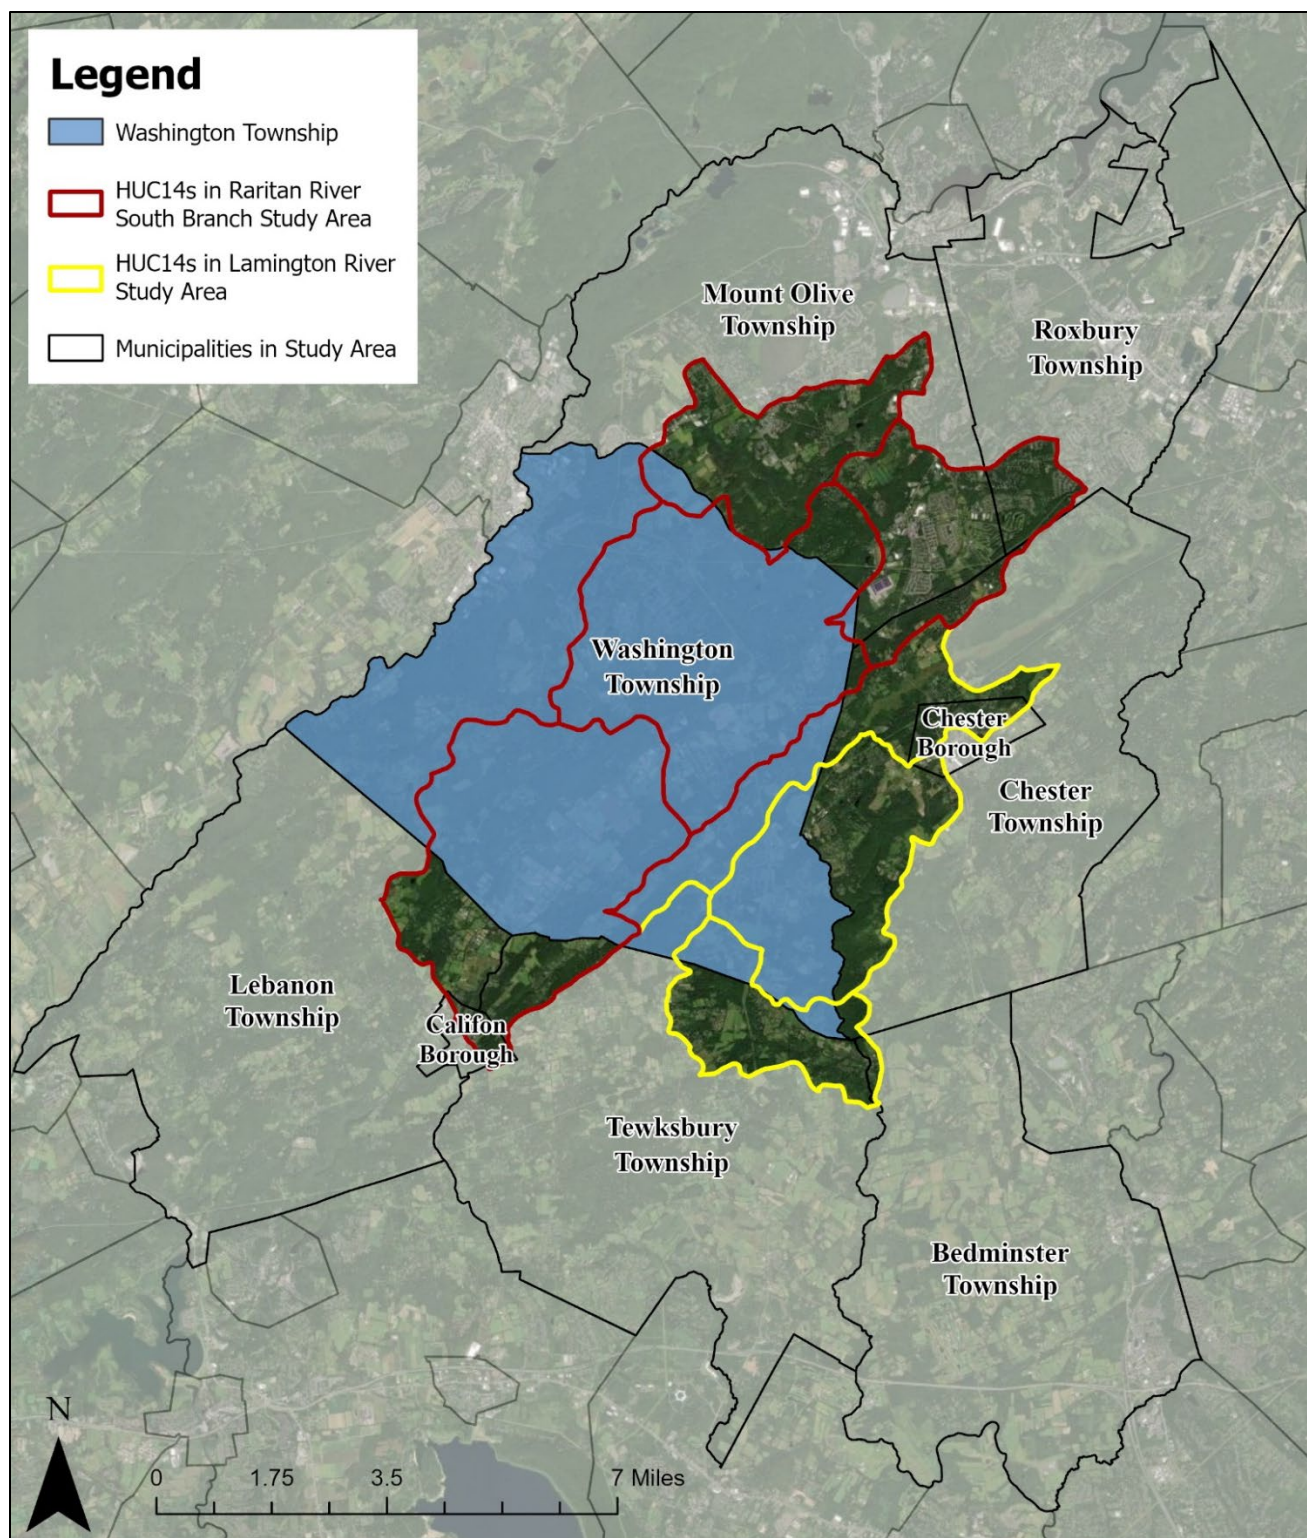 Legend
Washington Township
HUC14s in Raritan River
South Branch Study Area
HUC14s in Lamington River
Study Area
Municipalities in Study Area
Mount Olive
Township
Roxbury
Township
Washington
Township
Chester
Borough
Chester
Township
Lebanon
Township
Califon
Borough
Tewksbury
Township
Bedminster
Township
N
0 1.75 3.5 7 Miles